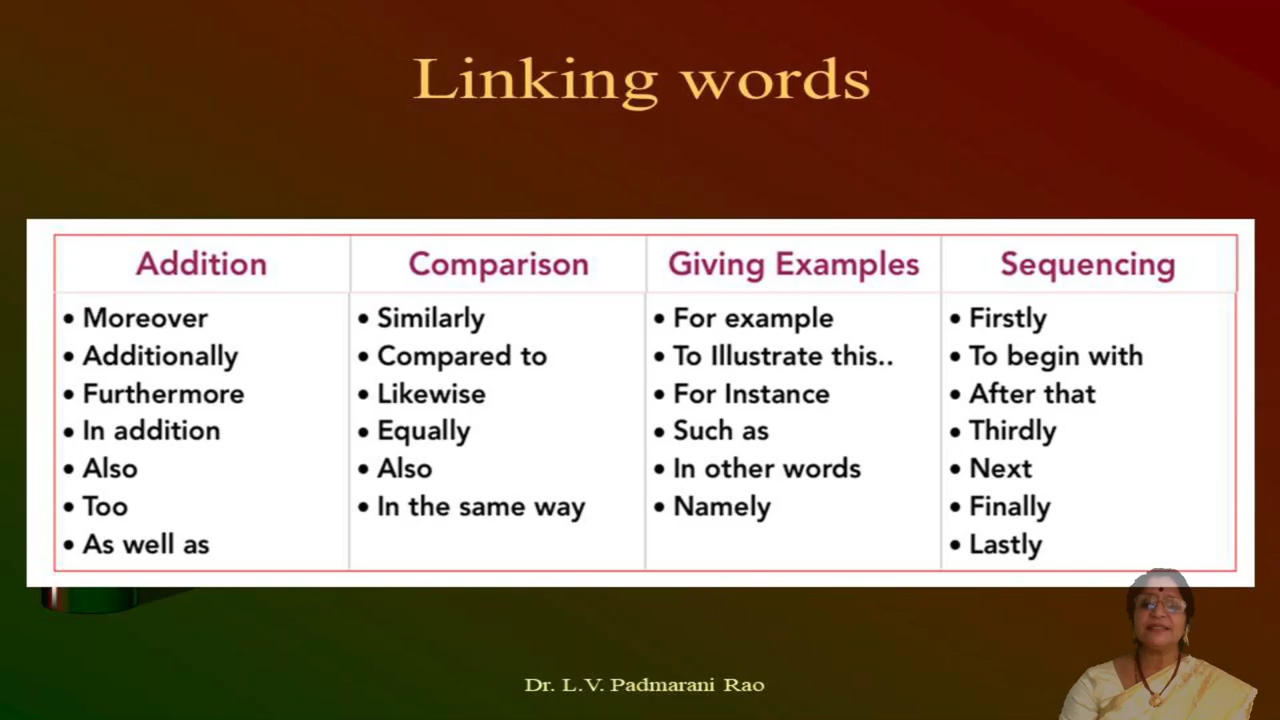 Linking words
Addition
• Moreover
• Additionally
• Furthermore
• In addition
• Also
• Too
• As well as
Comparison
• Similarly
• Compared to
• Likewise
• Equally
• Also
• In the same way
Giving Examples
• For example
• To Illustrate this..
• For Instance
• Such as
• In other words
• Namely
Sequencing
• Firstly
• To begin with
• After that
• Thirdly
• Next
• Finally
• Lastly
Dr. L.V. Padmarani Rao